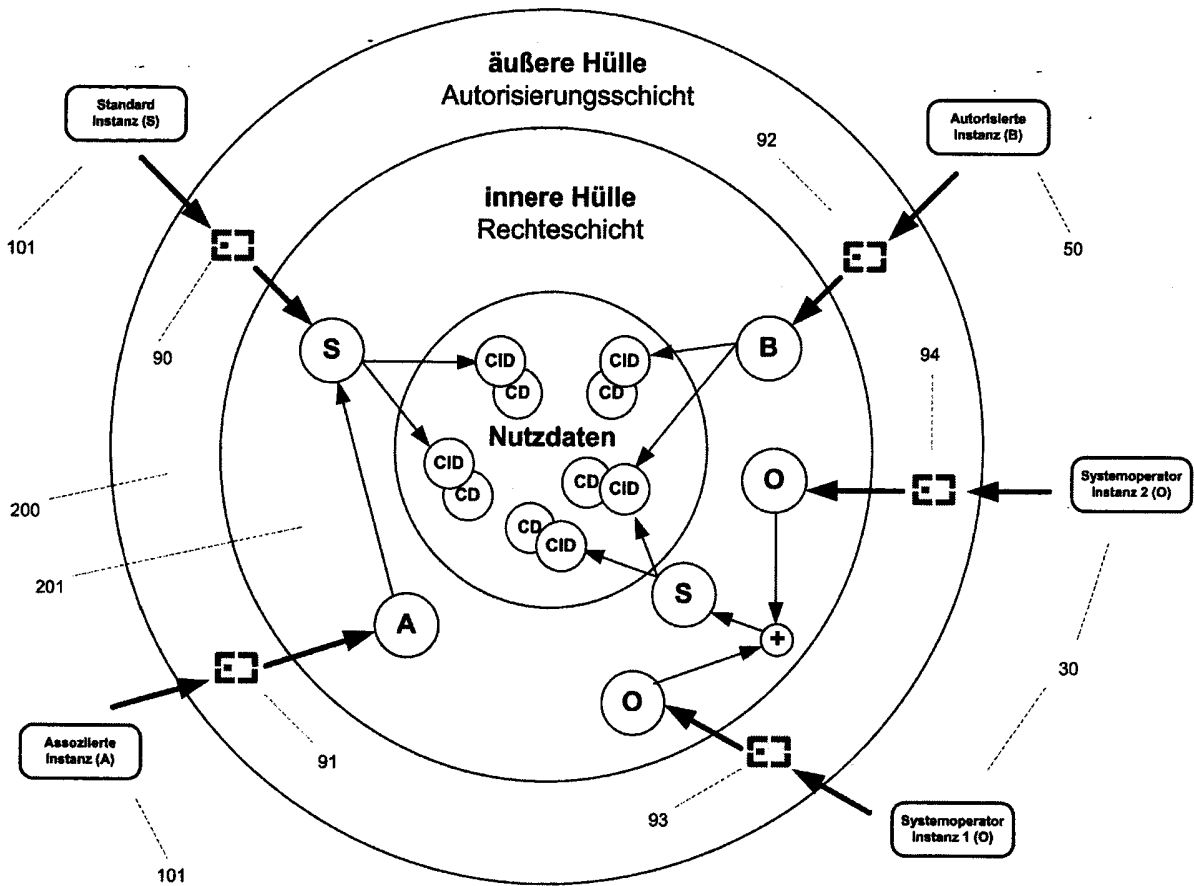 äußere Hülle
Autorisierungsschicht
Standard
Instanz (S)
Autorisierte
Instanz (B)
92
innere Hülle
Rechteschicht
101
50
90
S
B
94
CID
CD
CID
CD
Nutzdaten
CID
CD
CD
CID
O
Systemoperator
Instanz 2 (O)
200
CD
CID
201
S
A
+
30
O
Assoziierte
Instanz (A)
91
93
Systemoperator
Instanz 1 (O)
101